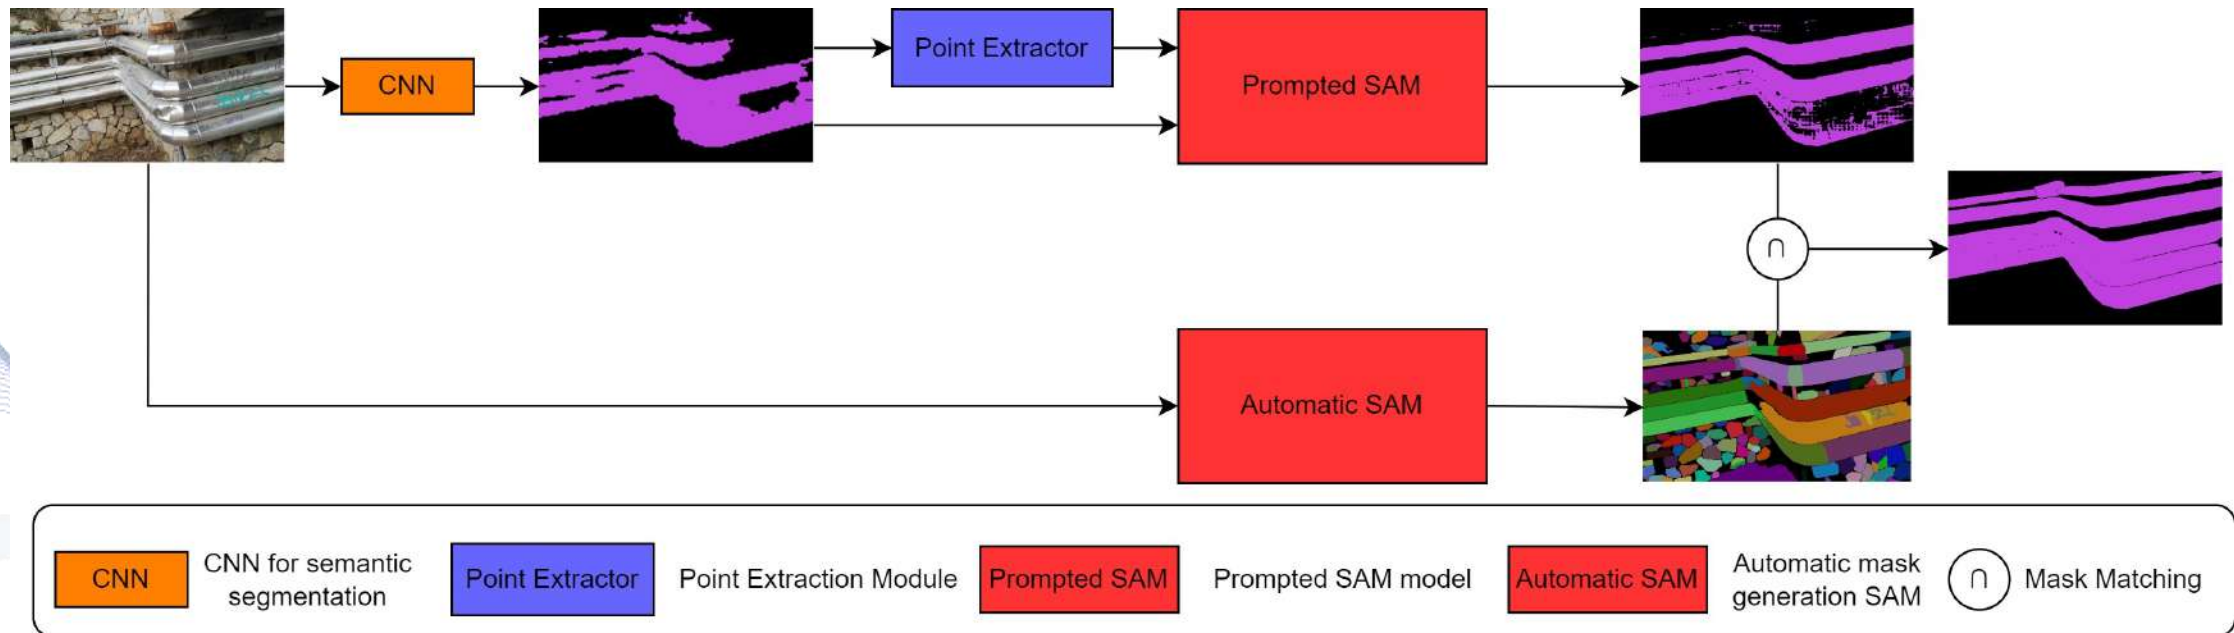 CNN
Point Extractor
Prompted SAM
∩
Automatic SAM
CNN
CNN for semantic
segmentation
Point Extractor
Point Extraction Module
Prompted SAM
Prompted SAM model
Automatic SAM
Automatic mask
generation SAM
∩
Mask Matching